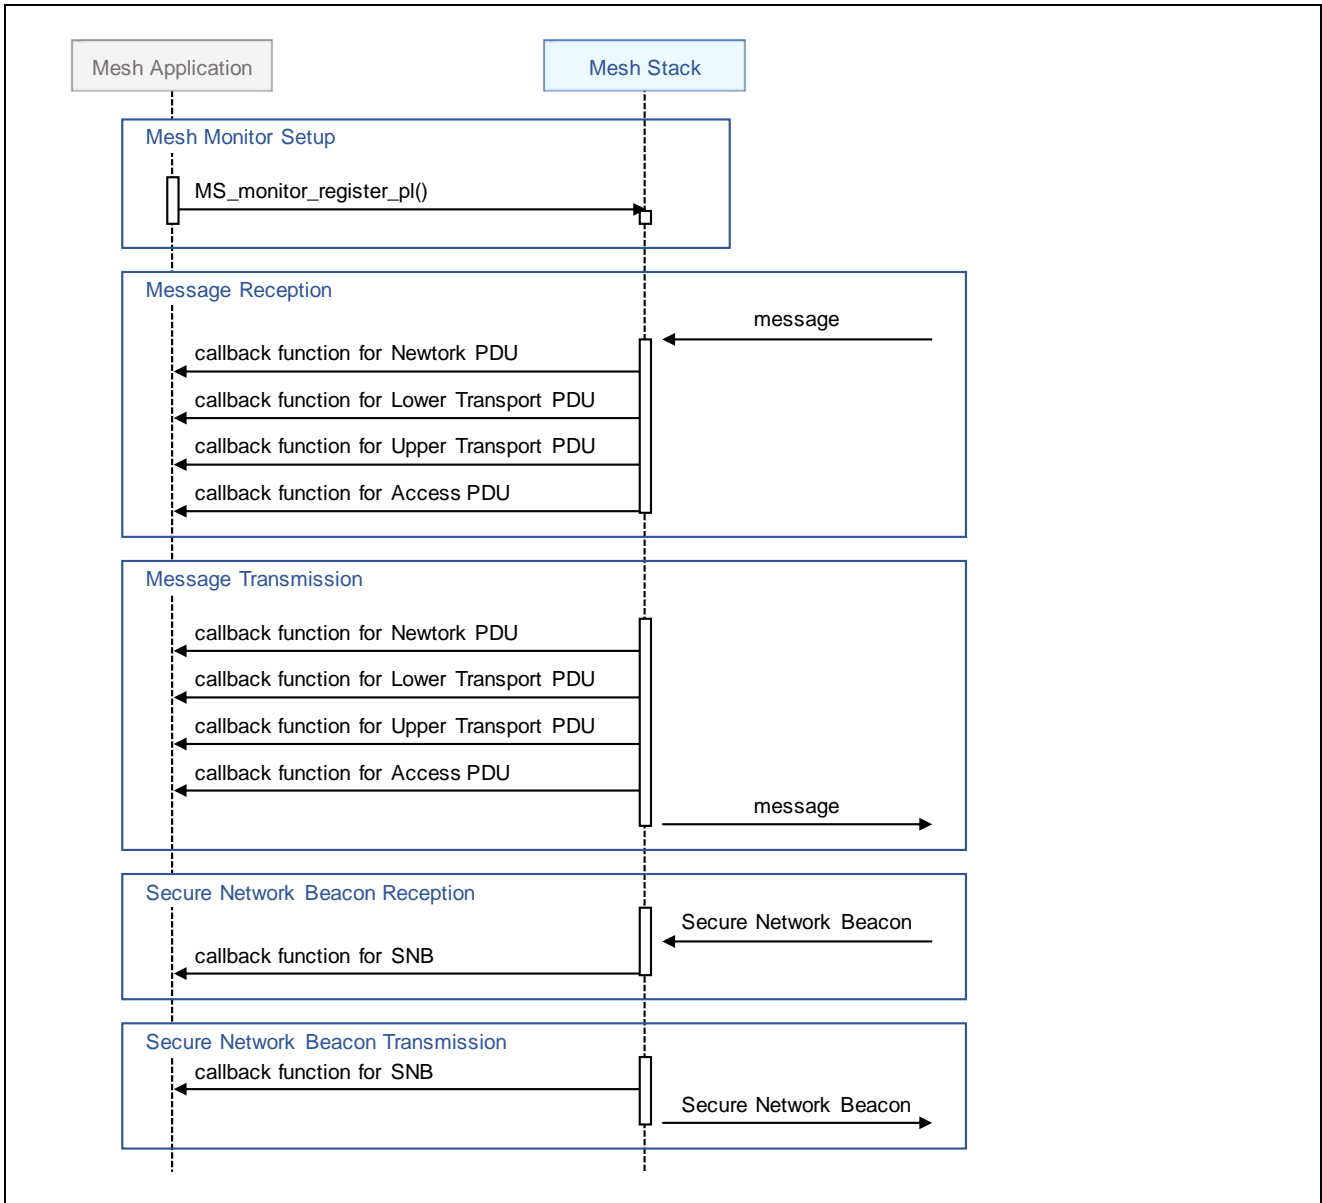 Mesh Application
Mesh Stack
Mesh Monitor Setup
MS_monitor_register_pl()
Message Reception
message
callback function for Newtork PDU
callback function for Lower Transport PDU
callback function for Upper Transport PDU
callback function for Access PDU
Message Transmission
callback function for Newtork PDU
callback function for Lower Transport PDU
callback function for Upper Transport PDU
callback function for Access PDU
message
Secure Network Beacon Reception
Secure Network Beacon
callback function for SNB
Secure Network Beacon Transmission
callback function for SNB
Secure Network Beacon